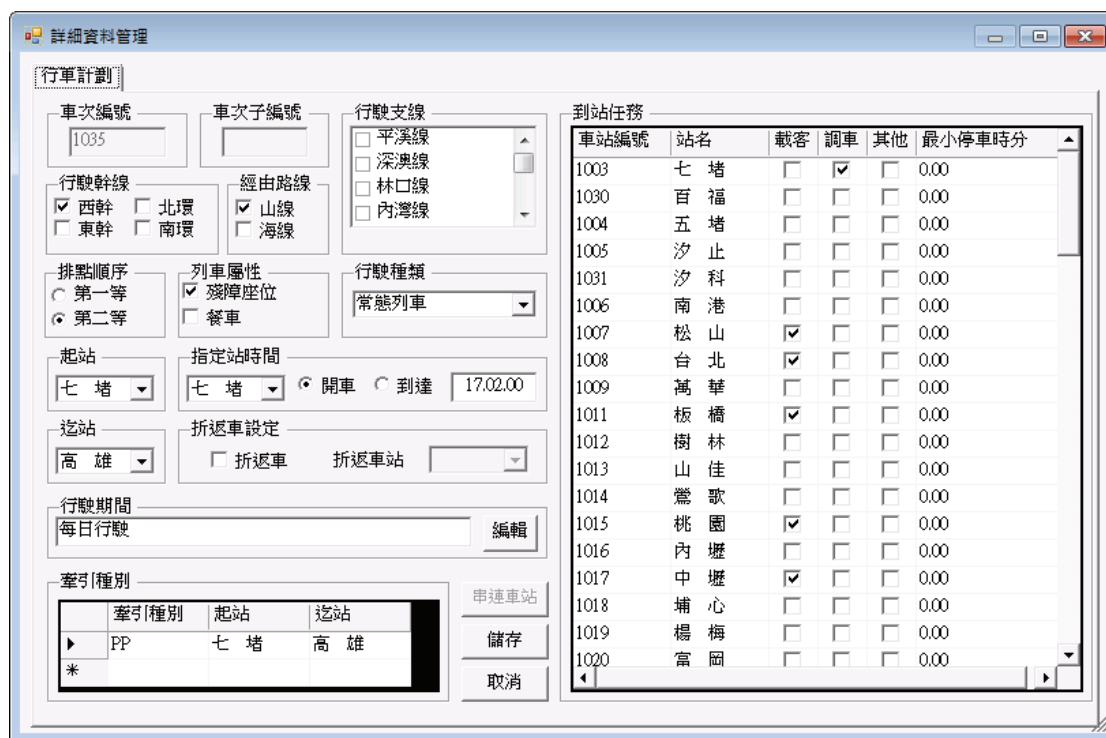 詳細資料管理
行車計劃
車次編號
1035
車次子編號
行駛支線
平溪線
深澳線
林口線
內灣線
行駛幹線
西幹 北環
東幹 南環
經由路線
山線
海線
排點順序
第一等
第二等
列車屬性
殘障座位
餐車
行駛種類
常態列車
起站
七 堵
指定站時間
七 堵 開車 到達 17.02.00
迄站
高 雄
折返車設定
折返車 折返車站
行駛期間
每日行駛 編輯
牽引種別
牽引種別 起站 迄站
PP 七 堵 高 雄
串連車站
儲存
取消
到站任務
車站編號 站名 載客 調車 其他 最小停車時分
1003 七 堵 0.00
1030 百 福 0.00
1004 五 堵 0.00
1005 汐 止 0.00
1031 汐 科 0.00
1006 南 港 0.00
1007 松 山 0.00
1008 台 北 0.00
1009 萬 華 0.00
1011 板 橋 0.00
1012 樹 林 0.00
1013 山 佳 0.00
1014 鶯 歌 0.00
1015 桃 園 0.00
1016 內 壢 0.00
1017 中 壢 0.00
1018 埔 心 0.00
1019 楊 梅 0.00
1020 富 岡 0.00